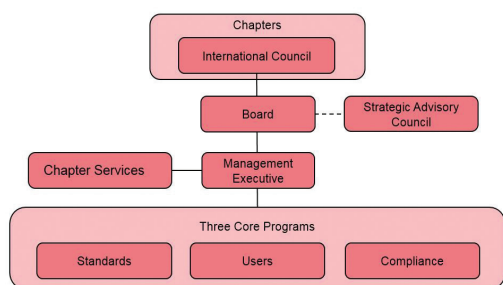 Chapters
International Council
Board
Strategic Advisory
Council
Chapter Services
Management
Executive
Three Core Programs
Standards
Users
Compliance